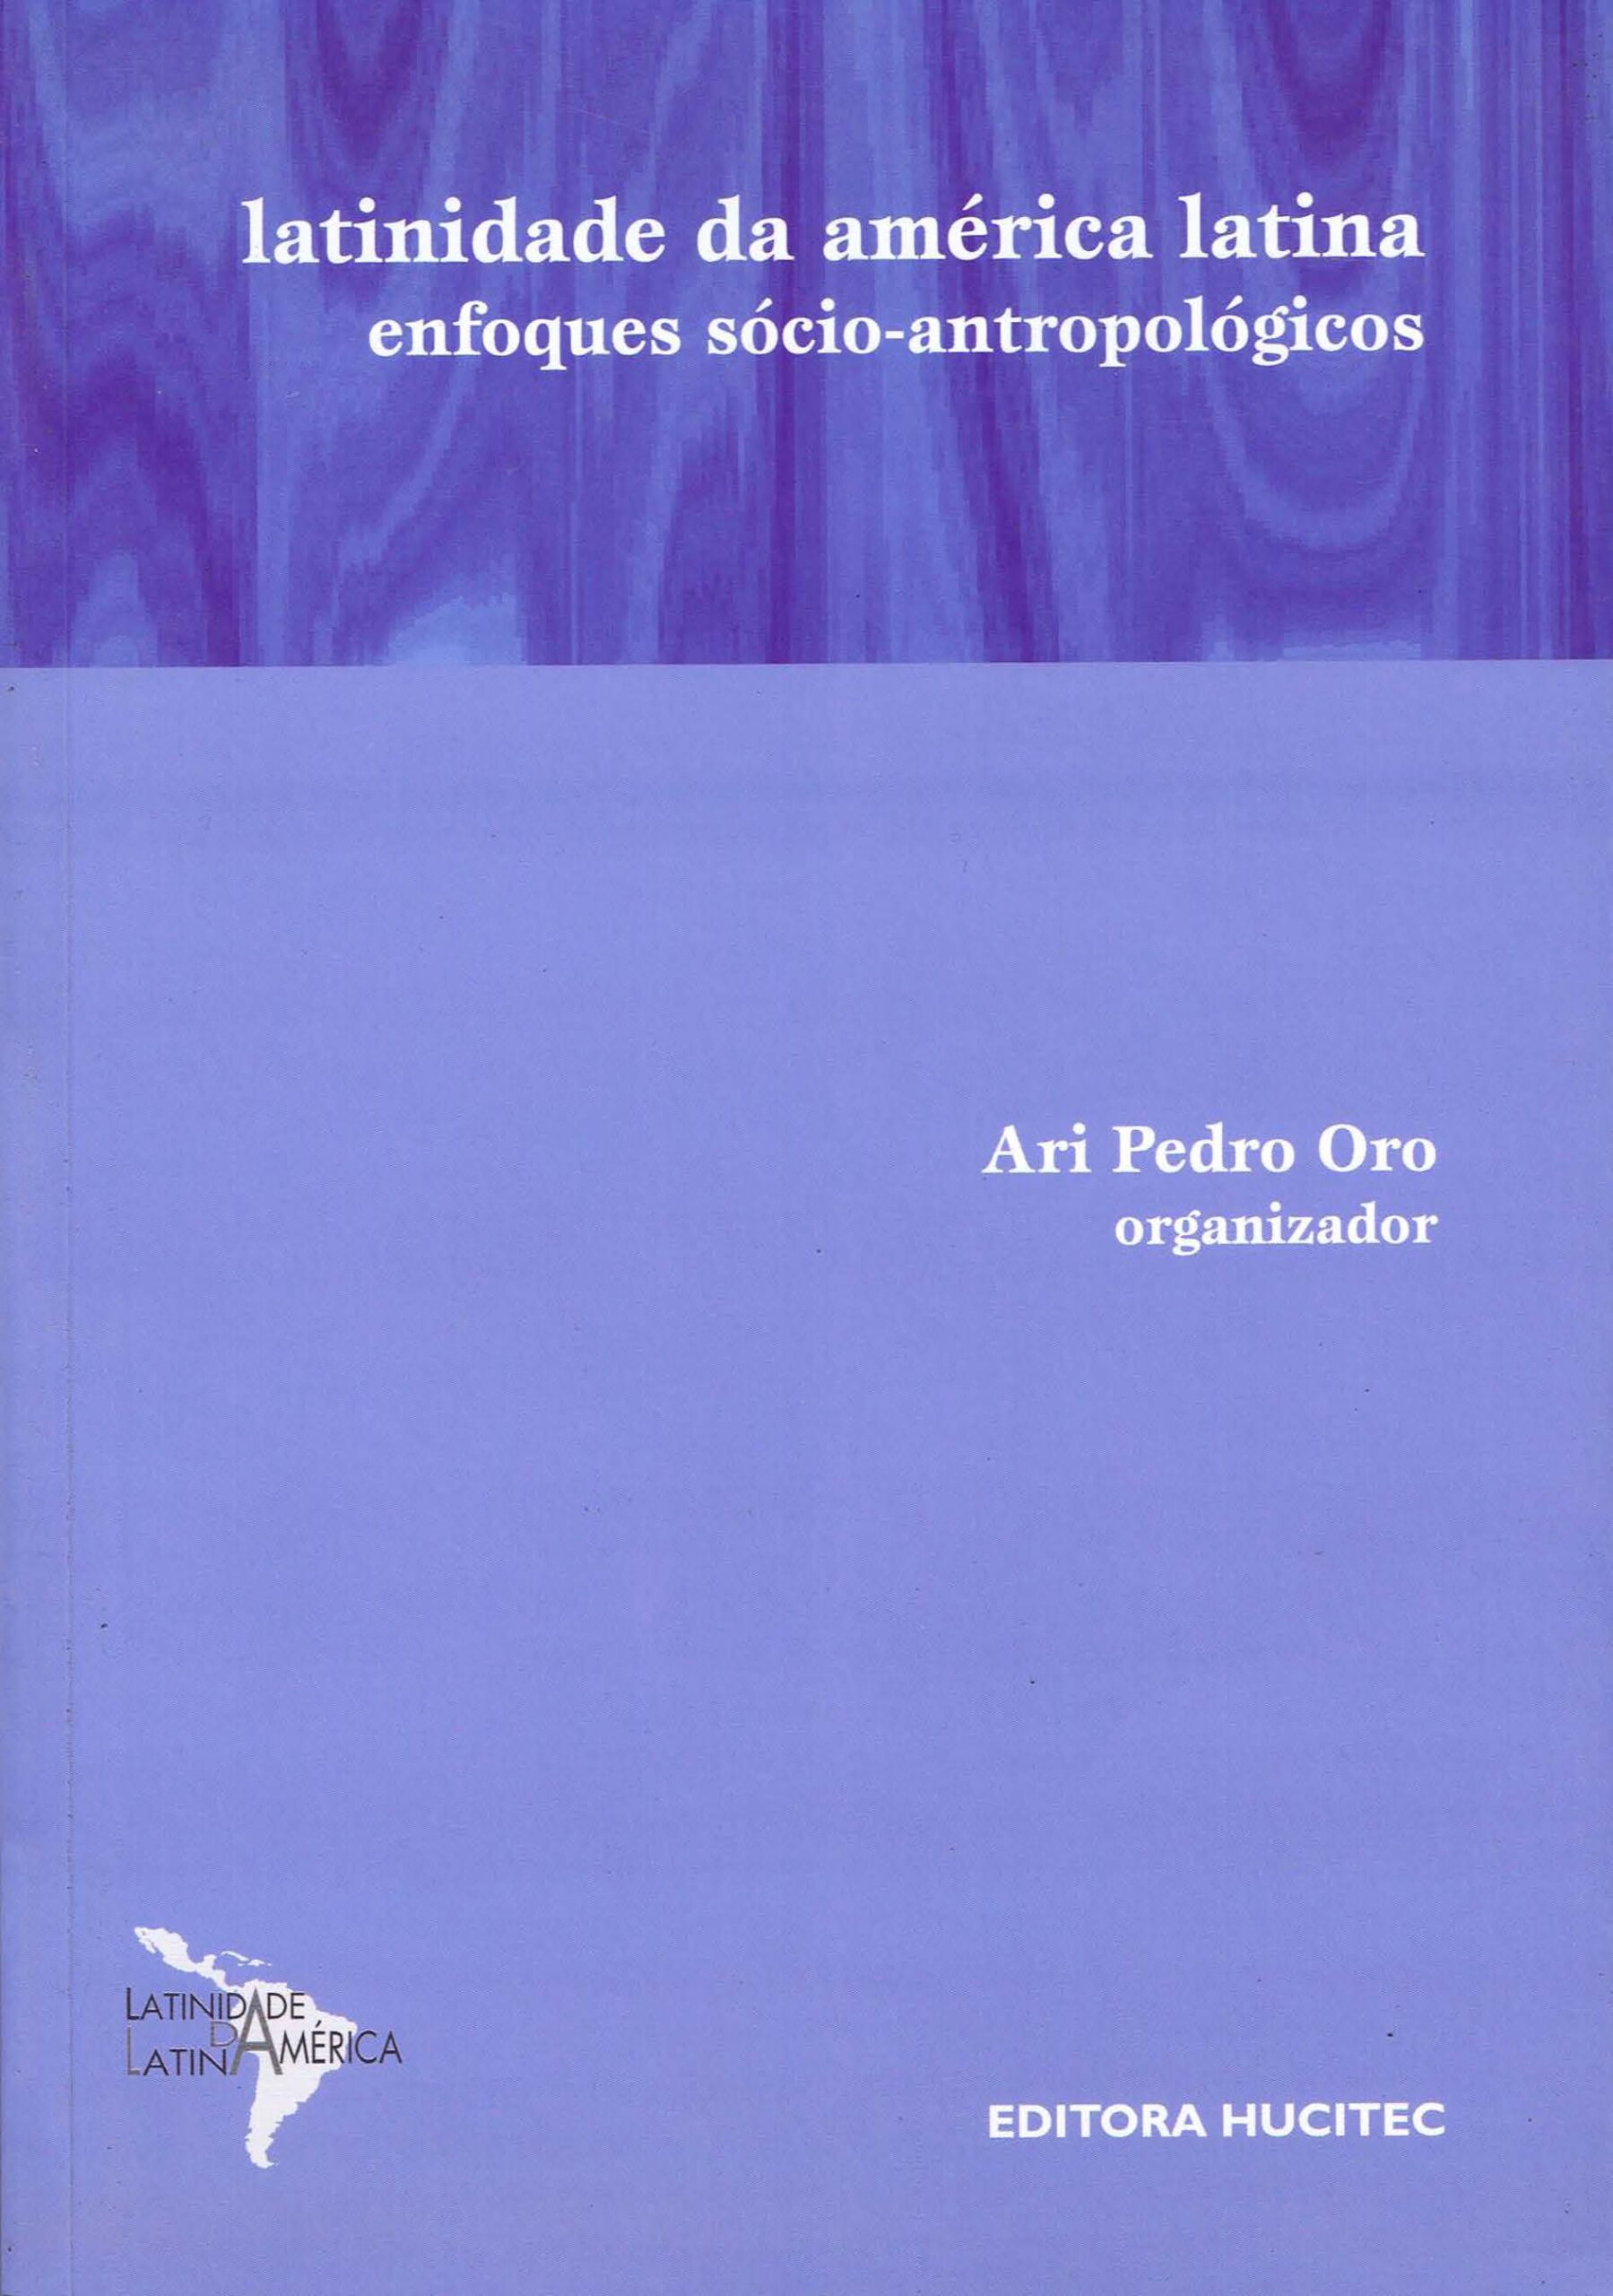 latinidade da américa latina
enfoques sócio-antropológicos
Ari Pedro Oro
organizador
LATINIDADE
DA
LATINAMÉRICA
EDITORA HUCITEC